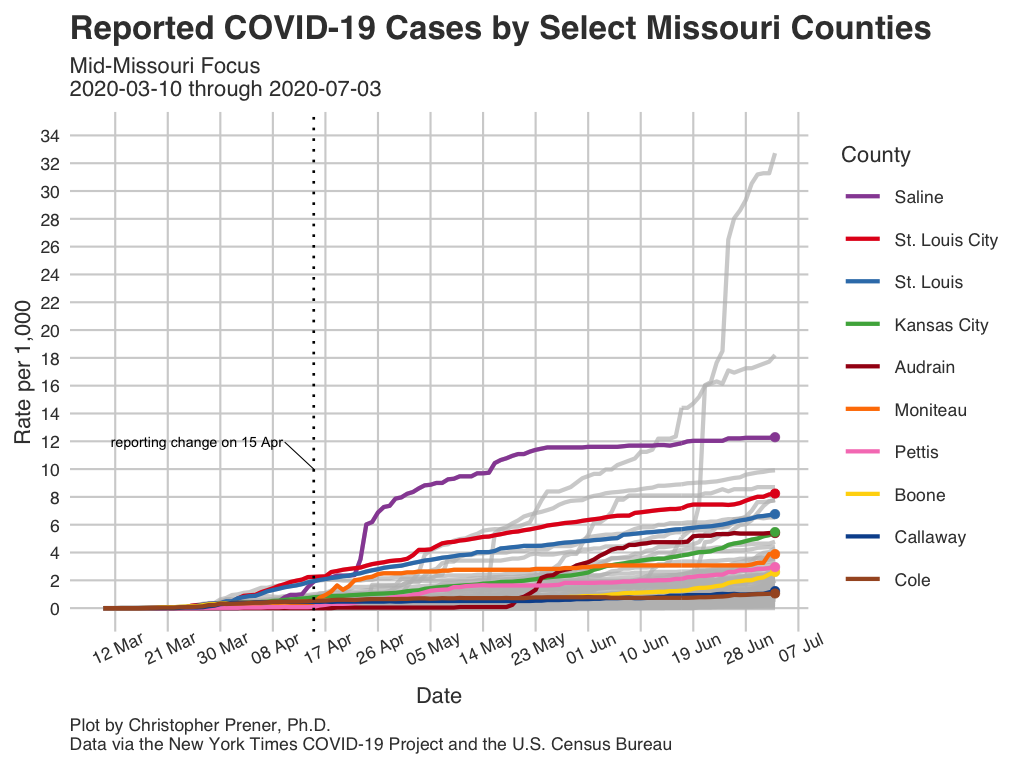 Reported COVID-19 Cases by Select Missouri Counties
Mid-Missouri Focus
2020-03-10 through 2020-07-03
Rate per 1,000
34
32
30
28
26
24
22
20
18
16
14
12
10
8
6
4
2
0
reporting change on 15 Apr
12 Mar
21 Mar
30 Mar
08 Apr
17 Apr
26 Apr
05 May
14 May
23 May
01 Jun
10 Jun
19 Jun
28 Jun
07 Jul
Date
County
Saline
St. Louis City
St. Louis
Kansas City
Audrain
Moniteau
Pettis
Boone
Callaway
Cole
Plot by Christopher Prener, Ph.D.
Data via the New York Times COVID-19 Project and the U.S. Census Bureau